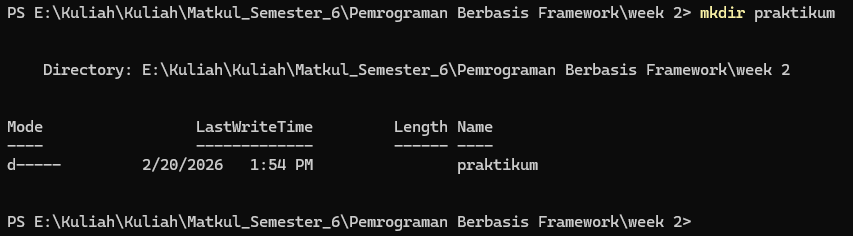 PS E:\Kuliah\Kuliah\Matkul_Semester_6\Pemrograman Berbasis Framework\week 2> mkdir praktikum
Directory: E:\Kuliah\Kuliah\Matkul_Semester_6\Pemrograman Berbasis Framework\week 2
Mode LastWriteTime Length Name
---- ------------- ------ ----
d----- 2/20/2026 1:54 PM praktikum
PS E:\Kuliah\Kuliah\Matkul_Semester_6\Pemrograman Berbasis Framework\week 2>